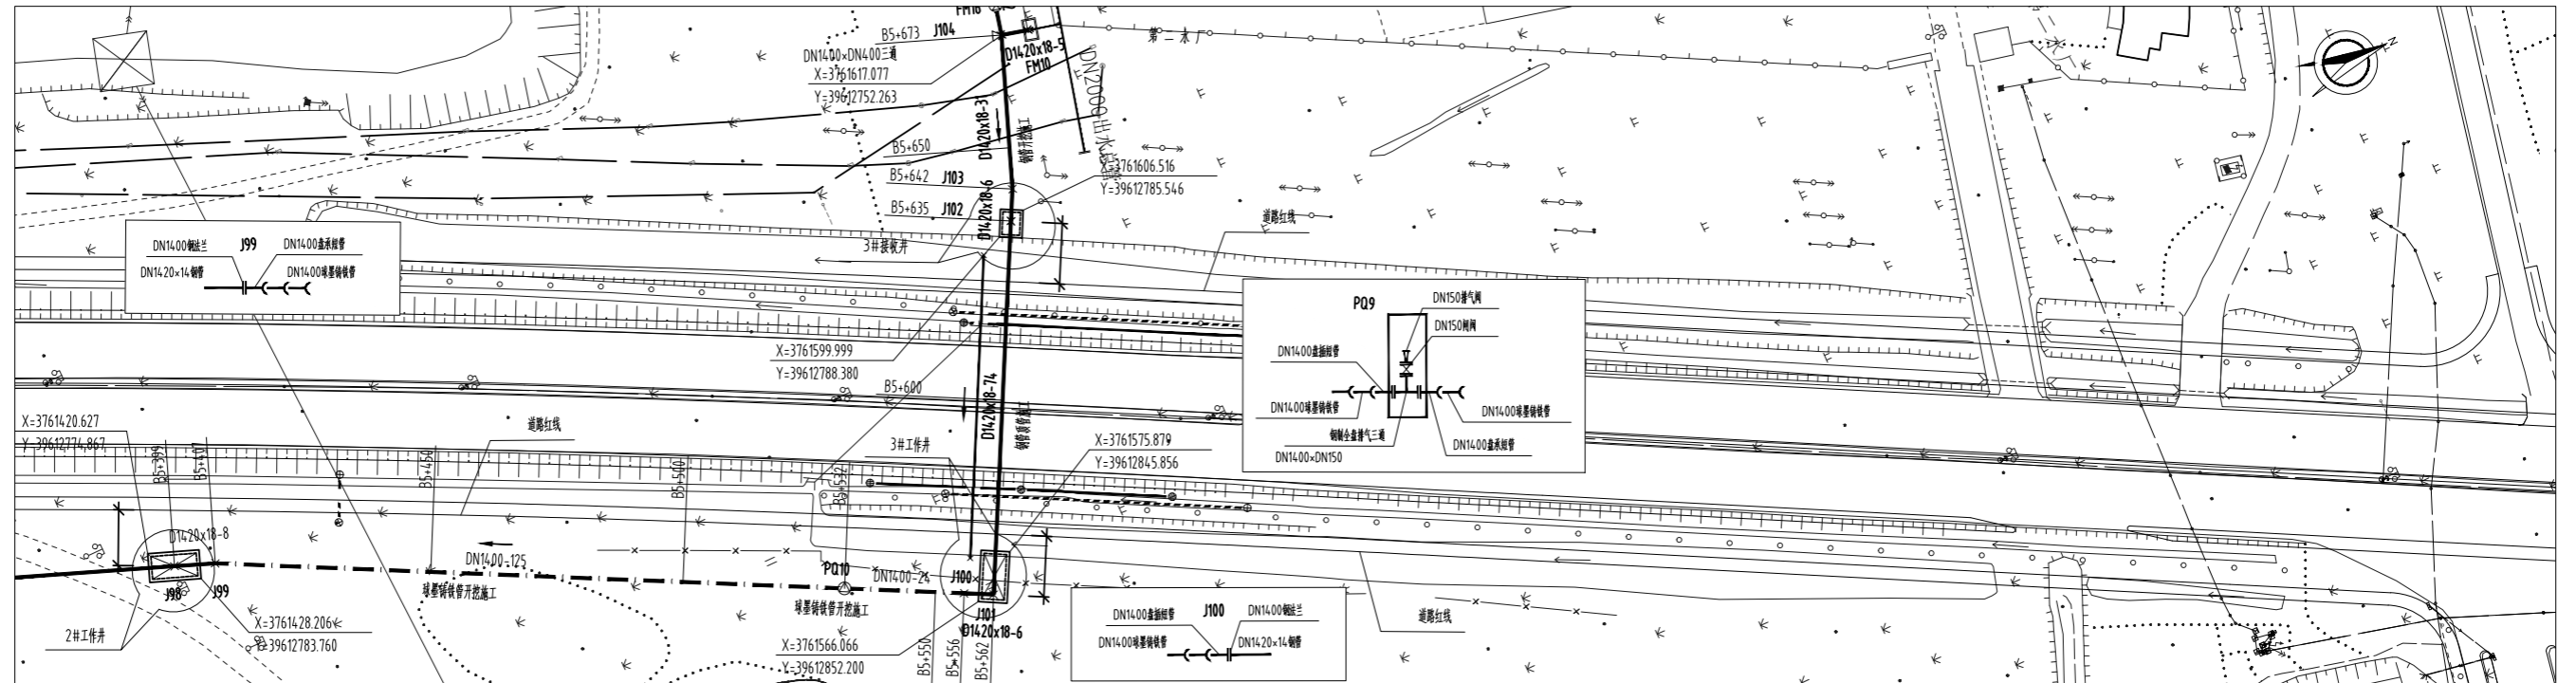 FM16
B5+673
J104
DN1400×DN400三通
X=3761617.077
Y=39612752.263
D1420x18-5
FM10
第二水厂
DN2000出水
D1420x18-3
钢管开挖施工
B5+650
B5+642
J103
B5+635
J102
D1420x18-6
X=3761606.516
Y=39612785.546
3#接收井
道路红线
N
DN1400钢法兰
J99
DN1400盘承短管
DN1420×14钢管
DN1400球墨铸铁管
X=3761599.999
Y=39612788.380
B5+600
D1420x18-74
钢管顶管施工
PQ9
DN150排气阀
DN150闸阀
DN1400盘插短管
DN1400球墨铸铁管
DN1400球墨铸铁管
钢制全盘排气三通
DN1400×DN150
DN1400盘承短管
X=3761420.627
Y=39612774.867
B5+399
B5+407
B5+450
道路红线
B5+500
B5+532
3#工作井
X=3761575.879
Y=39612845.856
D1420x18-8
DN1400-125
球墨铸铁管开挖施工
PQ10
DN1400-24
球墨铸铁管开挖施工
J100
J101
D1420x18-6
J98
J99
2#工作井
X=3761428.206
Y=39612783.760
X=3761566.066
Y=39612852.200
B5+550
B5+556
B5+562
DN1400盘插短管
J100
DN1400钢法兰
DN1400球墨铸铁管
DN1420×14钢管
道路红线